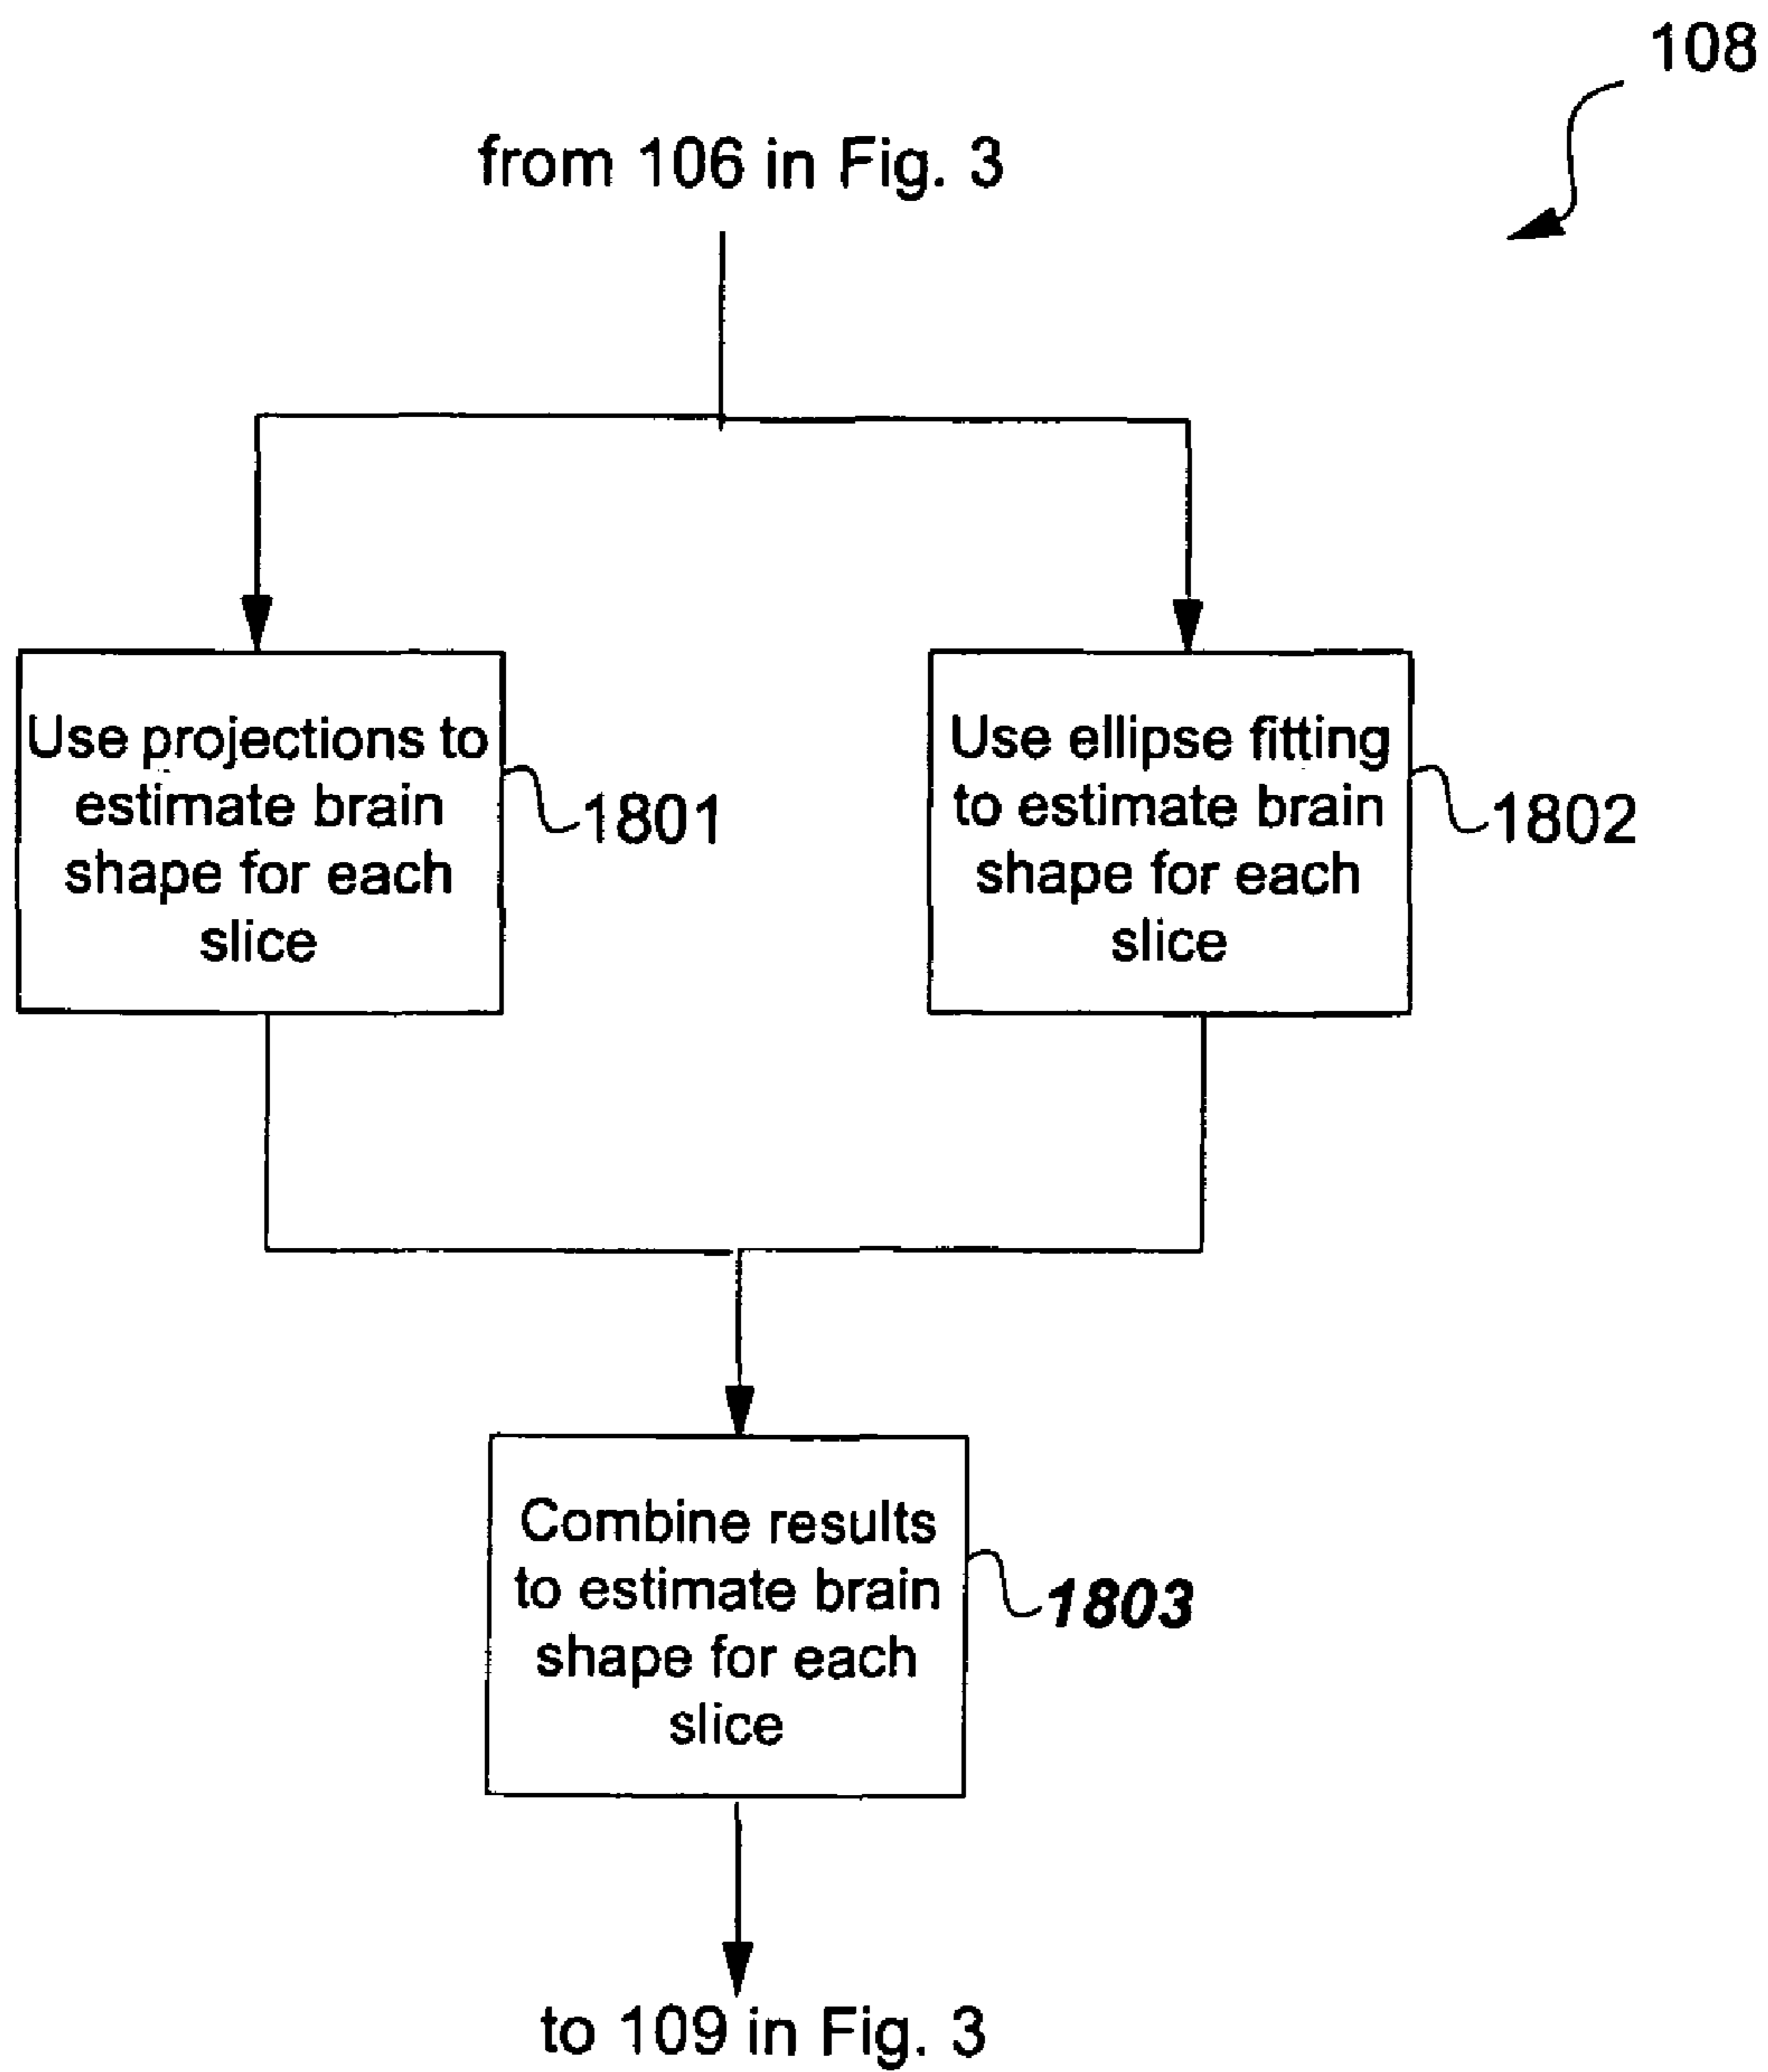 108
from 106 in Fig. 3
Use projections to
estimate brain
shape for each
slice
1801
Use ellipse fitting
to estimate brain
shape for each
slice
1802
Combine results
to estimate brain
shape for each
slice
1803
to 109 in Fig. 3